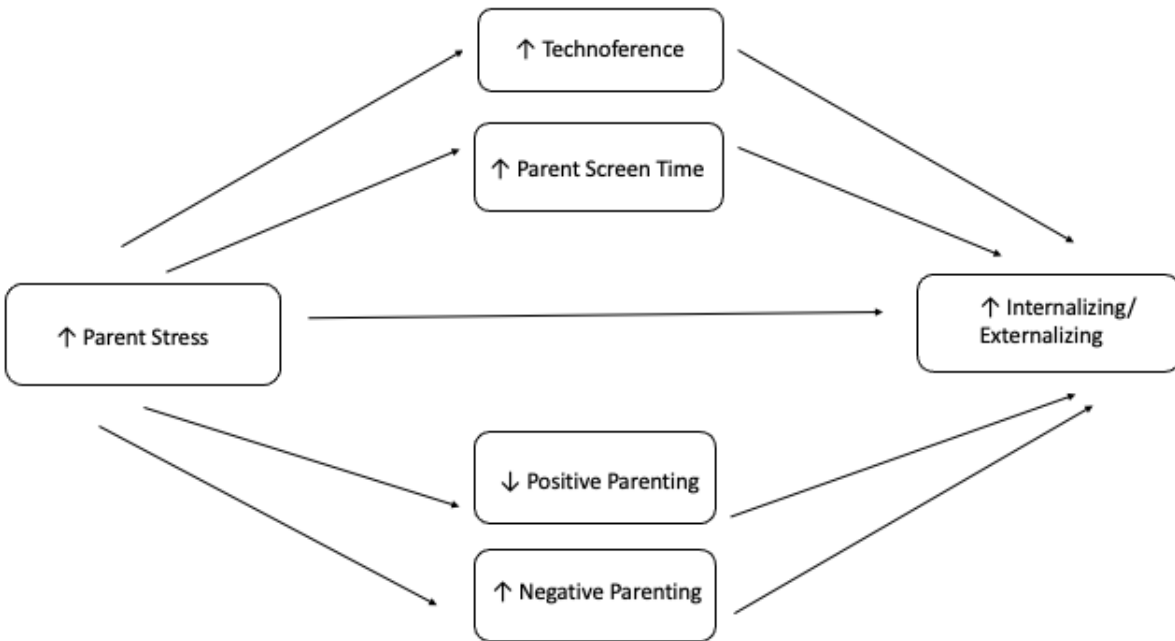 ↑ Technoference
↑ Parent Screen Time
↑ Parent Stress
↑ Internalizing/
Externalizing
↓ Positive Parenting
↑ Negative Parenting